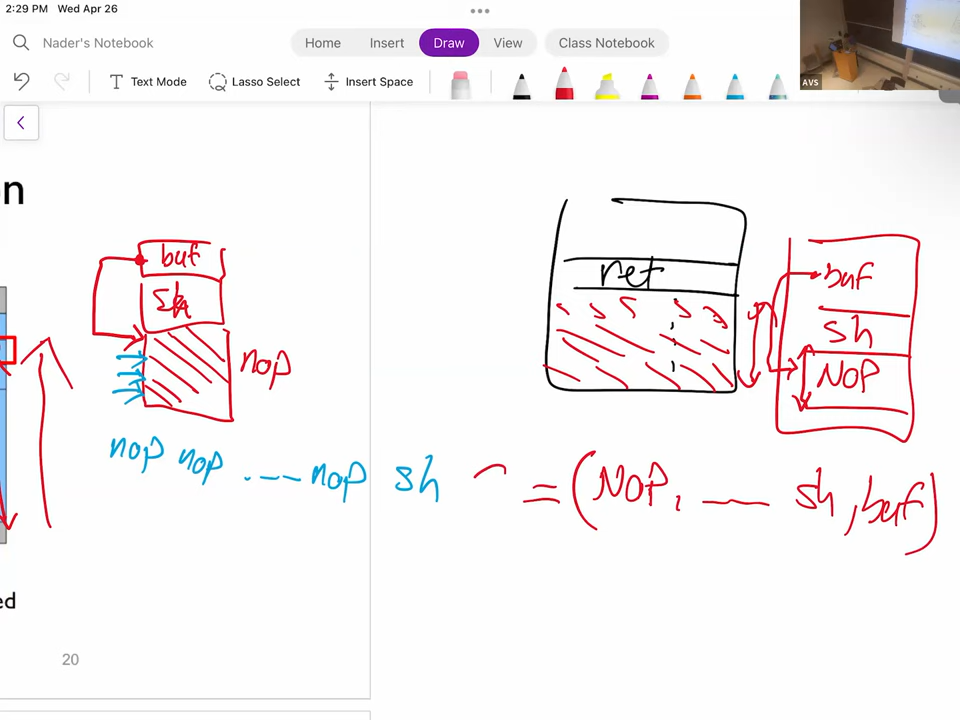 2:29 PM Wed Apr 26
Nader's Notebook
Home Insert Draw View Class Notebook
Text Mode Lasso Select Insert Space
AVS
n
buf
sh
nop
ret
buf
sh
NOP
nop nop ---- nop sh
= (NOP, ---- sh, buf)
ed
20